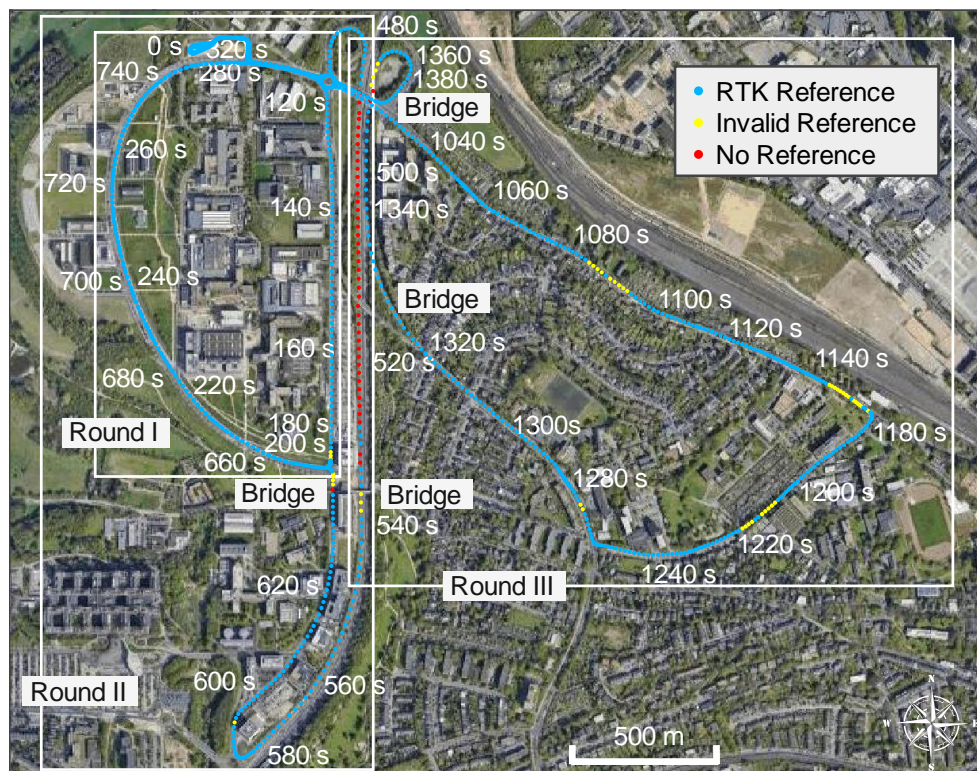 480 s
0 s
320 s
1360 s
740 s
280 s
1380 s
120 s
Bridge
RTK Reference
Invalid Reference
No Reference
1040 s
260 s
500 s
1060 s
720 s
140 s
1340 s
1080 s
700 s
240 s
Bridge
1100 s
160 s
520 s
1320 s
1120 s
1140 s
680 s
220 s
180 s
Round I
200 s
1300s
1180 s
660 s
Bridge
Bridge
1280 s
1200 s
540 s
1220 s
620 s
Round III
1240 s
Round II
600 s
560 s
580 s
500 m
N
W
E
S